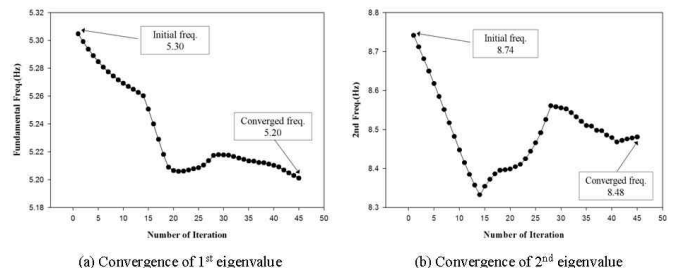 5.32
5.30
5.28
5.26
5.24
5.22
5.20
5.18
Fundamental Freq.(Hz)
Initial freq.
5.30
Converged freq.
5.20
0 5 10 15 20 25 30 35 40 45 50
Number of Iteration
(a) Convergence of 1st eigenvalue
8.8
8.7
8.6
8.5
8.4
8.3
2nd Freq.(Hz)
Initial freq.
8.74
Converged freq.
8.48
0 5 10 15 20 25 30 35 40 45 50
Number of Iteration
(b) Convergence of 2nd eigenvalue